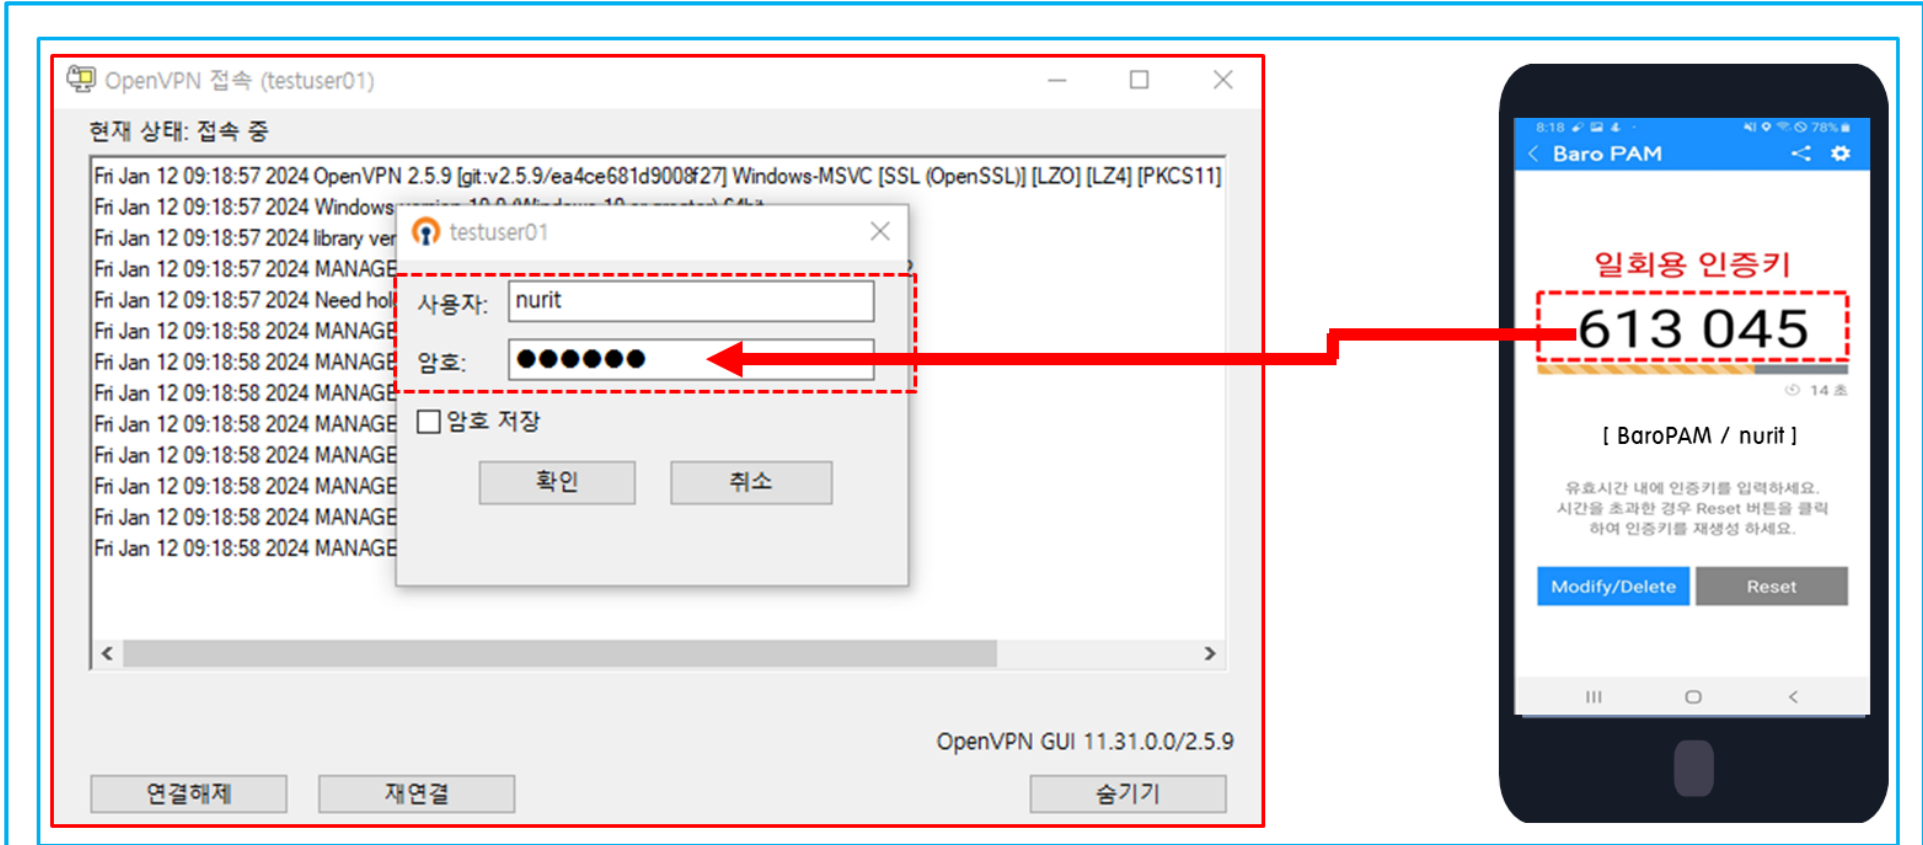 OpenVPN 접속 (testuser01)
현재 상태: 접속 중
Fri Jan 12 09:18:57 2024 OpenVPN 2.5.9 [git:v2.5.9/ea4ce681d9008f27] Windows-MSVC [SSL (OpenSSL)] [LZO] [LZ4] [PKCS11]
Fri Jan 12 09:18:57 2024 Windows version 10.0 (Windows 10 or greater) 64bit
Fri Jan 12 09:18:57 2024 library ver
Fri Jan 12 09:18:57 2024 MANAGE
Fri Jan 12 09:18:57 2024 Need hol
Fri Jan 12 09:18:58 2024 MANAGE
Fri Jan 12 09:18:58 2024 MANAGE
Fri Jan 12 09:18:58 2024 MANAGE
Fri Jan 12 09:18:58 2024 MANAGE
Fri Jan 12 09:18:58 2024 MANAGE
Fri Jan 12 09:18:58 2024 MANAGE
Fri Jan 12 09:18:58 2024 MANAGE
Fri Jan 12 09:18:58 2024 MANAGE
testuser01
사용자: nurit
암호: ●●●●●●
암호 저장
확인 취소
OpenVPN GUI 11.31.0.0/2.5.9
연결해제 재연결 숨기기
8:18 78%
Baro PAM
일회용 인증키
613 045
14 초
[ BaroPAM / nurit ]
유효시간 내에 인증키를 입력하세요.
시간을 초과한 경우 Reset 버튼을 클릭
하여 인증키를 재생성 하세요.
Modify/Delete Reset